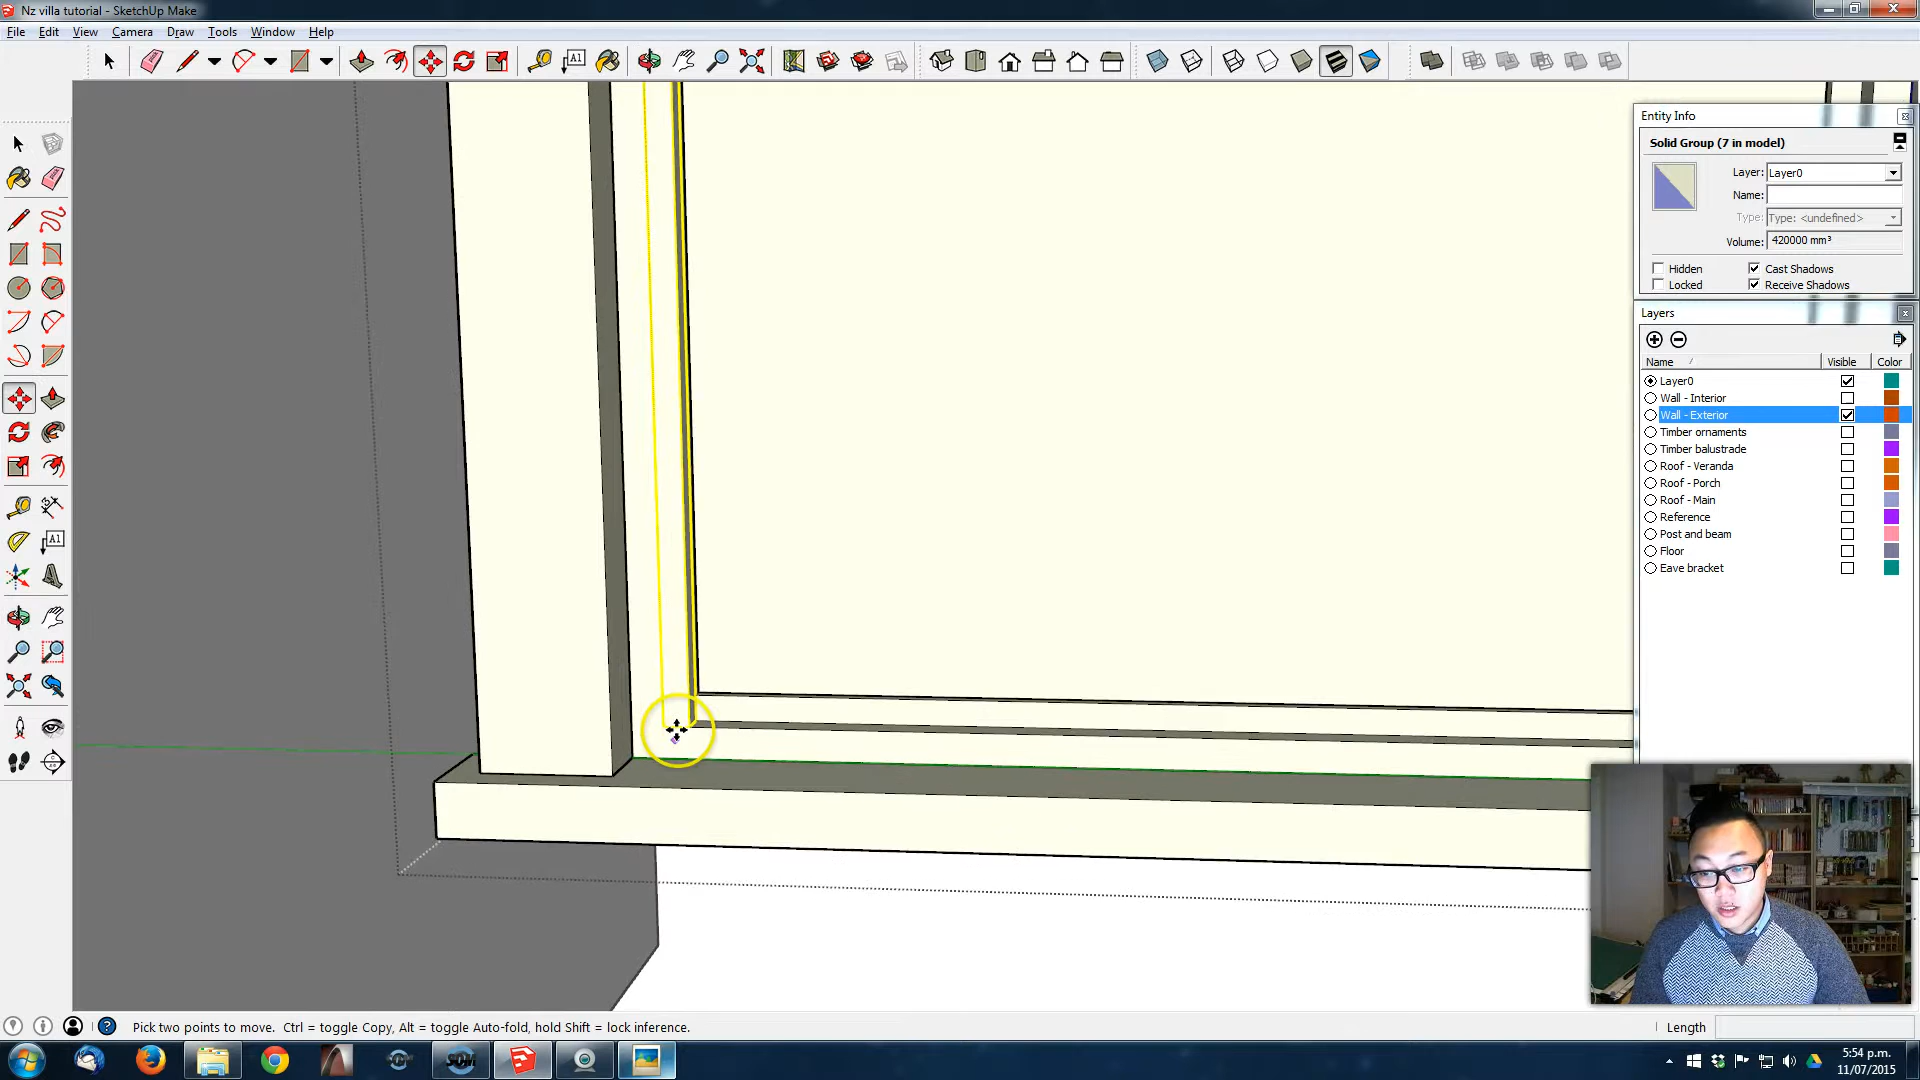 Nz villa tutorial - SketchUp Make
File Edit View Camera Draw Tools Window Help
A1
Entity Info
Solid Group (7 in model)
Layer: Layer0
Name:
Type: Type: <undefined>
Volume: 420000 mm³
Hidden Cast Shadows
Locked Receive Shadows
Layers
Name Visible Color
Layer0
Wall - Interior
Wall - Exterior
Timber ornaments
Timber balustrade
Roof - Veranda
Roof - Porch
Roof - Main
Reference
Post and beam
Floor
Eave bracket
A1
Pick two points to move. Ctrl = toggle Copy, Alt = toggle Auto-fold, hold Shift = lock inference.
Length
5:54 p.m.
11/07/2015